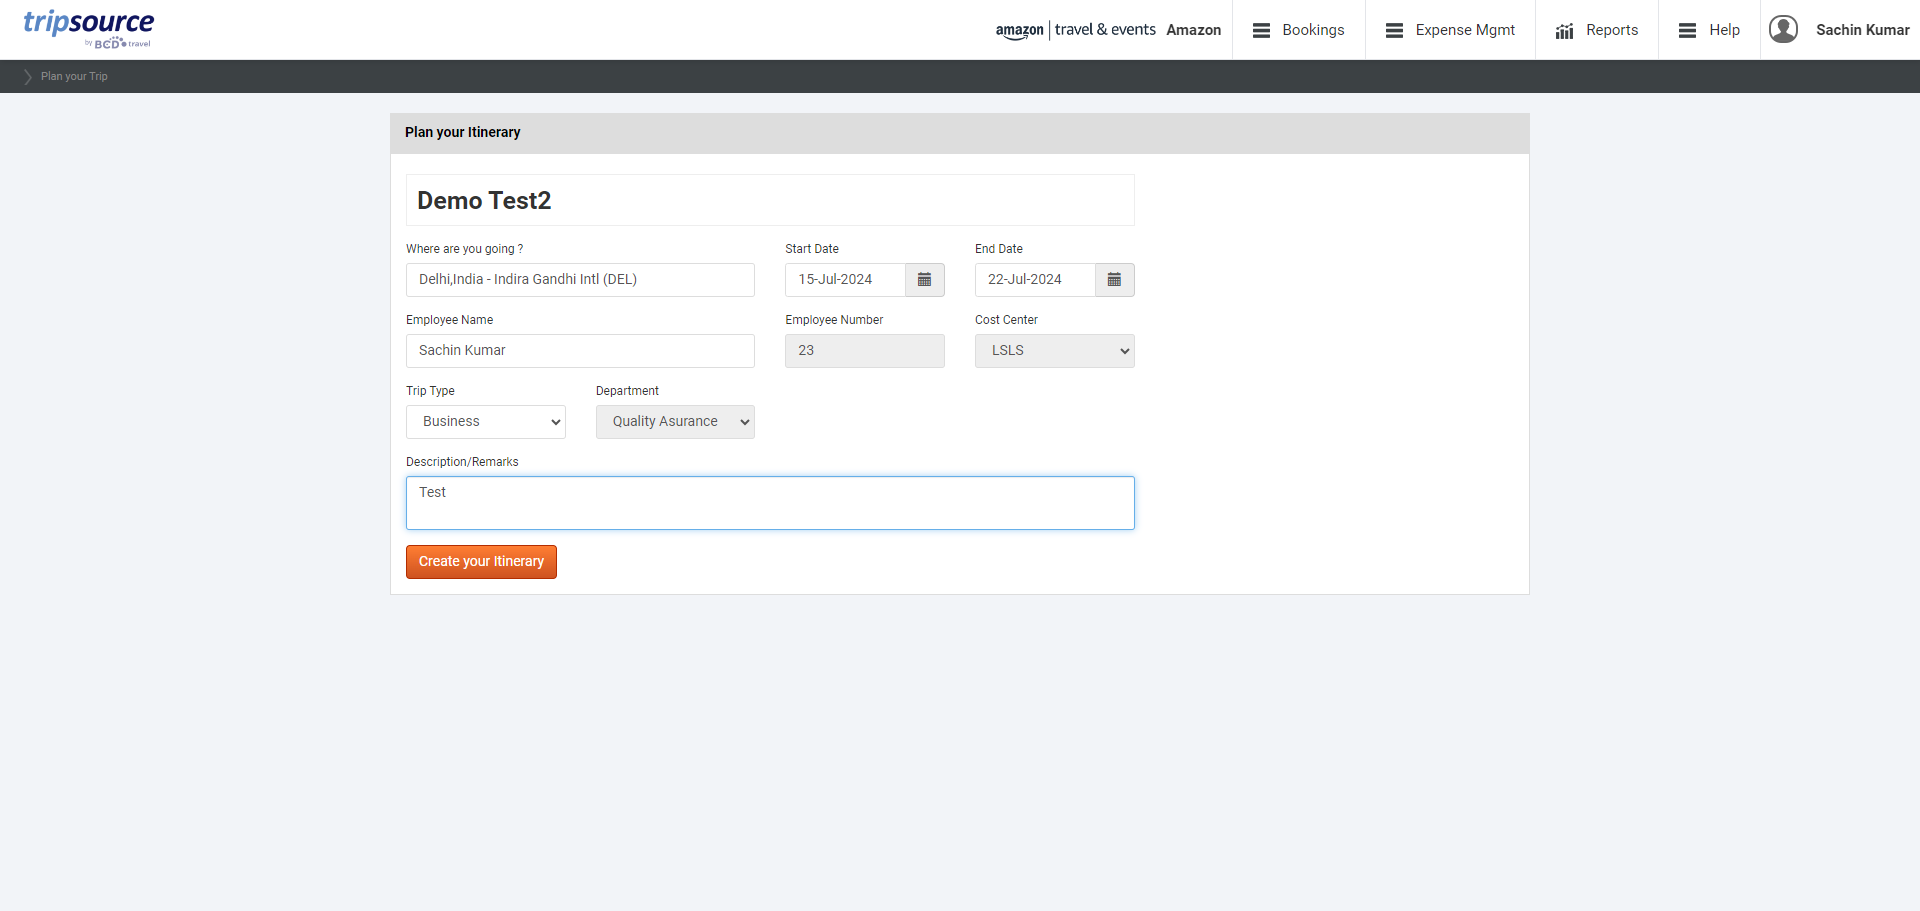 tripsource
by BCD travel
amazon travel & events Amazon
Bookings
Expense Mgmt
Reports
Help
Sachin Kumar
Plan your Trip
Plan your Itinerary
Demo Test2
Where are you going ?
Start Date
End Date
Delhi,India - Indira Gandhi Intl (DEL)
15-Jul-2024
22-Jul-2024
Employee Name
Employee Number
Cost Center
Sachin Kumar
23
LSLS
Trip Type
Department
Business
Quality Asurance
Description/Remarks
Test
Create your Itinerary